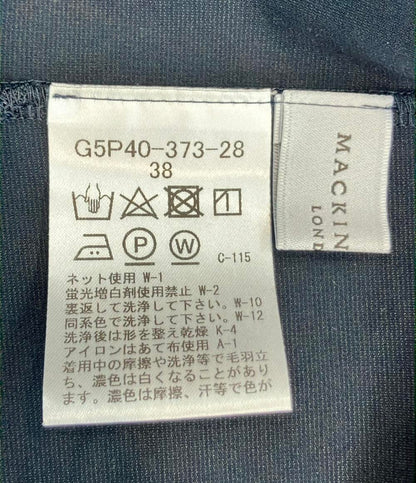 G5P40-373-28
38
P W C-115
ネット使用 W-1
蛍光増白剤使用禁止 W-2
裏返して洗浄して下さい。W-10
同系色で洗浄して下さい。W-12
洗浄後は形を整え乾燥 K-4
アイロンはあて布使用 A-1
着用中の摩擦や洗浄等で毛羽立
ち、濃色は白くなることがあり
ます。濃色は摩擦、汗等で色が
MACKIN
LOND